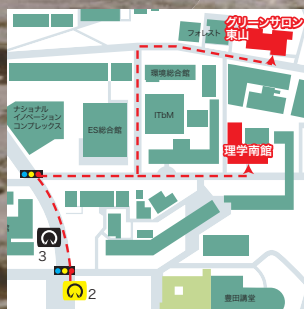 グリーンサロン
東山
フォレスト
環境総合館
ナショナル
イノベーション
コンプレックス
ES総合館
ITbM
理学南館
3
2
豊田講堂